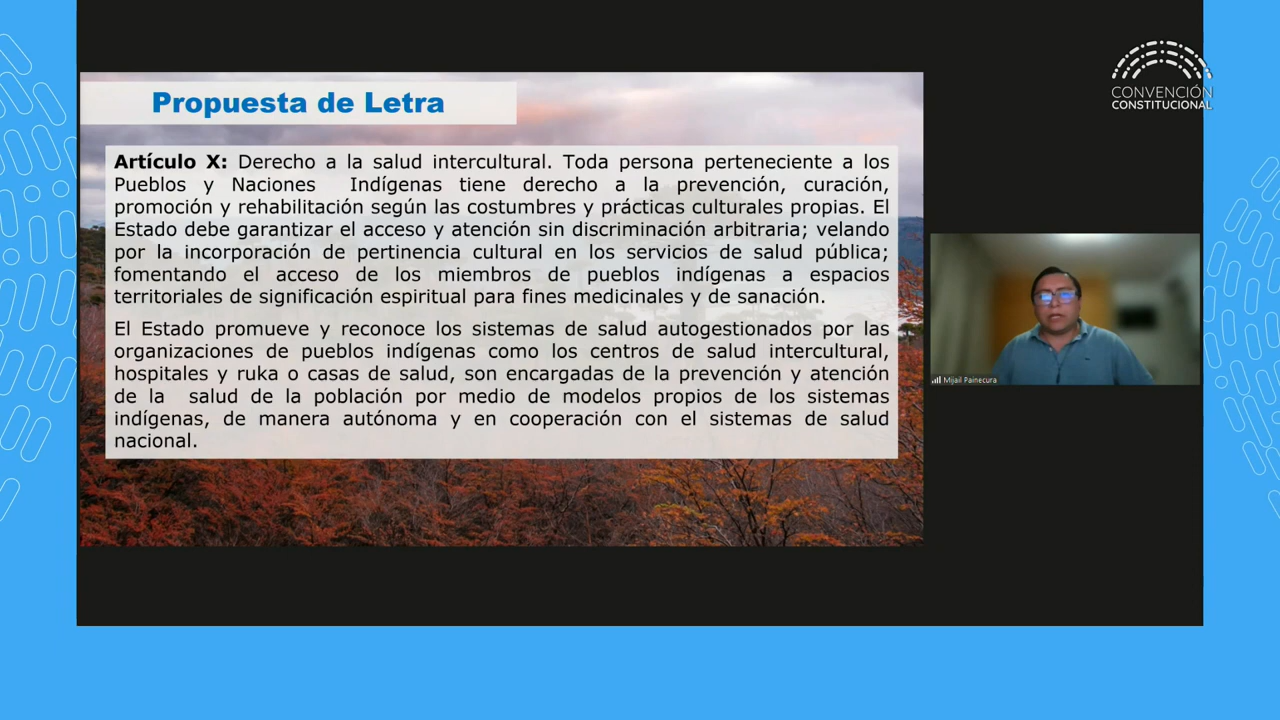 CONVENCIÓN
CONSTITUCIONAL
Propuesta de Letra
Artículo X: Derecho a la salud intercultural. Toda persona perteneciente a los
Pueblos y Naciones Indígenas tiene derecho a la prevención, curación,
promoción y rehabilitación según las costumbres y prácticas culturales propias. El
Estado debe garantizar el acceso y atención sin discriminación arbitraria; velando
por la incorporación de pertinencia cultural en los servicios de salud pública;
fomentando el acceso de los miembros de pueblos indígenas a espacios
territoriales de significación espiritual para fines medicinales y de sanación.
El Estado promueve y reconoce los sistemas de salud autogestionados por las
organizaciones de pueblos indígenas como los centros de salud intercultural,
hospitales y ruka o casas de salud, son encargadas de la prevención y atención
de la salud de la población por medio de modelos propios de los sistemas
indígenas, de manera autónoma y en cooperación con el sistemas de salud
nacional.
Mijail Painecura